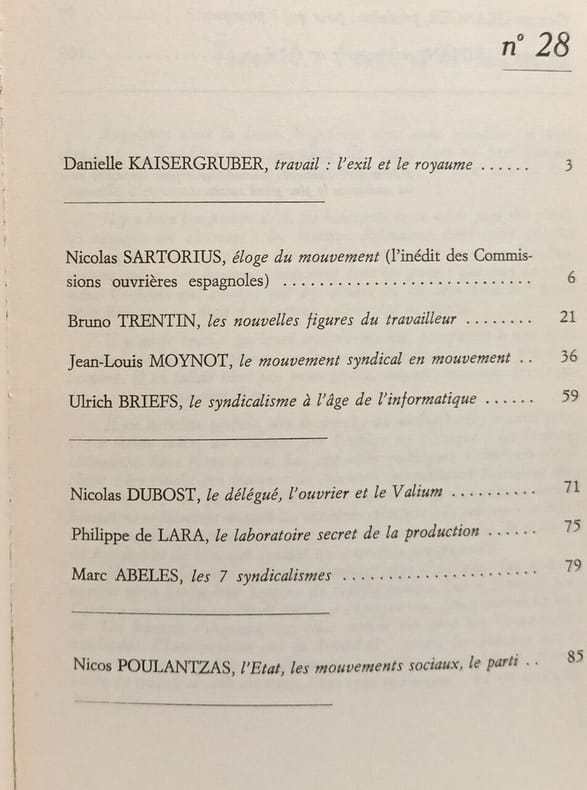 n° 28
Danielle KAISERGRUBER, travail : l'exil et le royaume ...... 3
Nicolas SARTORIUS, éloge du mouvement (l'inédit des Commis-
sions ouvrières espagnoles) ............................ 6
Bruno TRENTIN, les nouvelles figures du travailleur ........ 21
Jean-Louis MOYNOT, le mouvement syndical en mouvement .. 36
Ulrich BRIEFS, le syndicalisme à l'âge de l'informatique ...... 59
Nicolas DUBOST, le délégué, l'ouvrier et le Valium .......... 71
Philippe de LARA, le laboratoire secret de la production ...... 75
Marc ABELES, les 7 syndicalismes ...................... 79
Nicos POULANTZAS, l'Etat, les mouvements sociaux, le parti .. 85